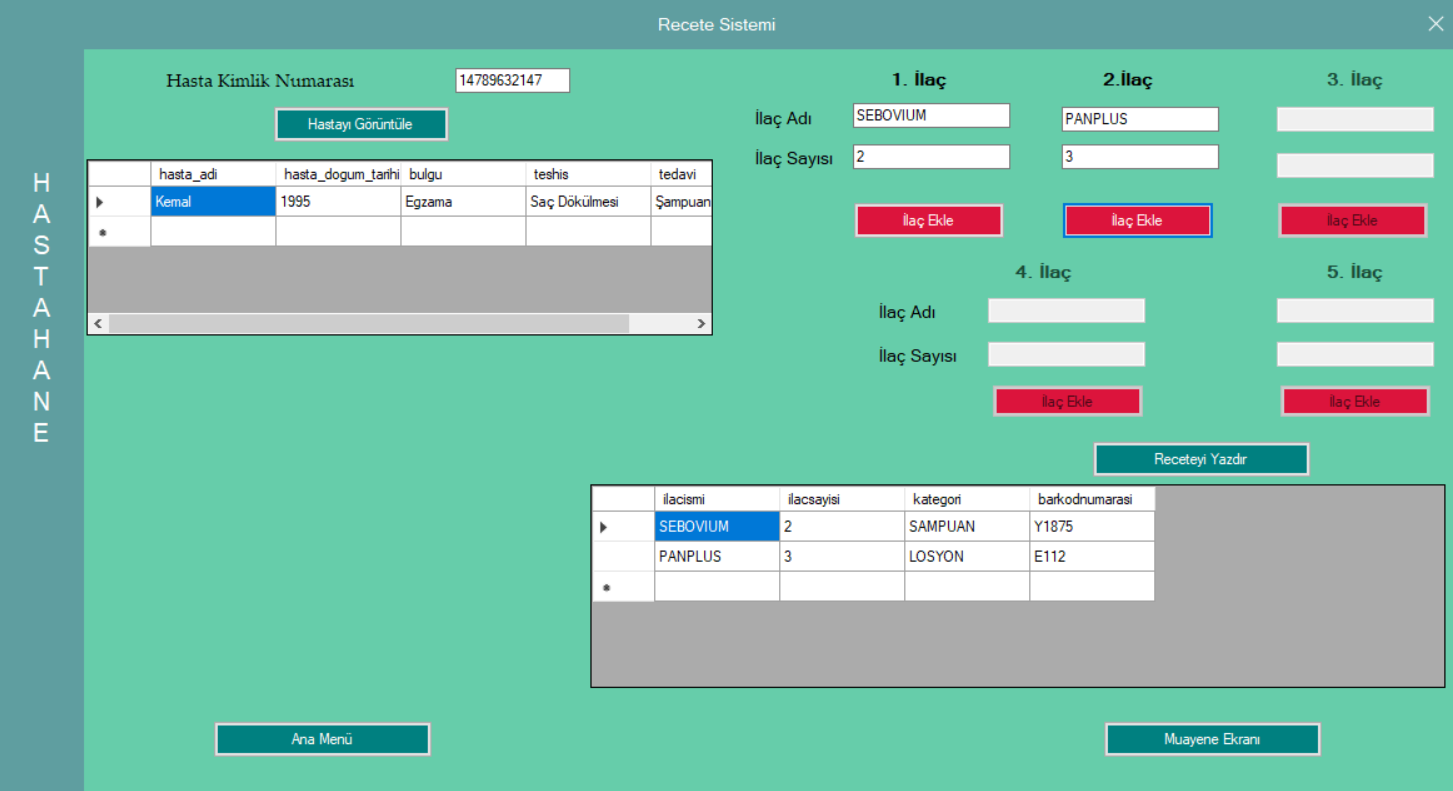 Recete Sistemi
HASTAHANE
Hasta Kimlik Numarası 14789632147
Hastayı Görüntüle
hasta_adi hasta_dogum_tarihi bulgu teshis tedavi
Kemal 1995 Egzama Saç Dökülmesi Şampuan
1. İlaç 2.İlaç 3. İlaç
İlaç Adı SEBOVIUM PANPLUS
İlaç Sayısı 2 3
İlaç Ekle İlaç Ekle İlaç Ekle
4. İlaç 5. İlaç
İlaç Adı
İlaç Sayısı
İlaç Ekle İlaç Ekle
Receteyi Yazdır
ilacismi ilacsayisi kategori barkodnumarasi
SEBOVIUM 2 SAMPUAN Y1875
PANPLUS 3 LOSYON E112
Ana Menü Muayene Ekranı